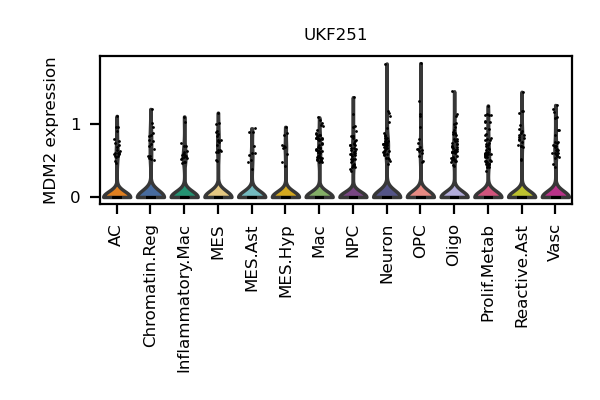 UKF251
MDM2 expression
1
0
AC
Chromatin.Reg
Inflammatory.Mac
MES
MES.Ast
MES.Hyp
Mac
NPC
Neuron
OPC
Oligo
Prolif.Metab
Reactive.Ast
Vasc